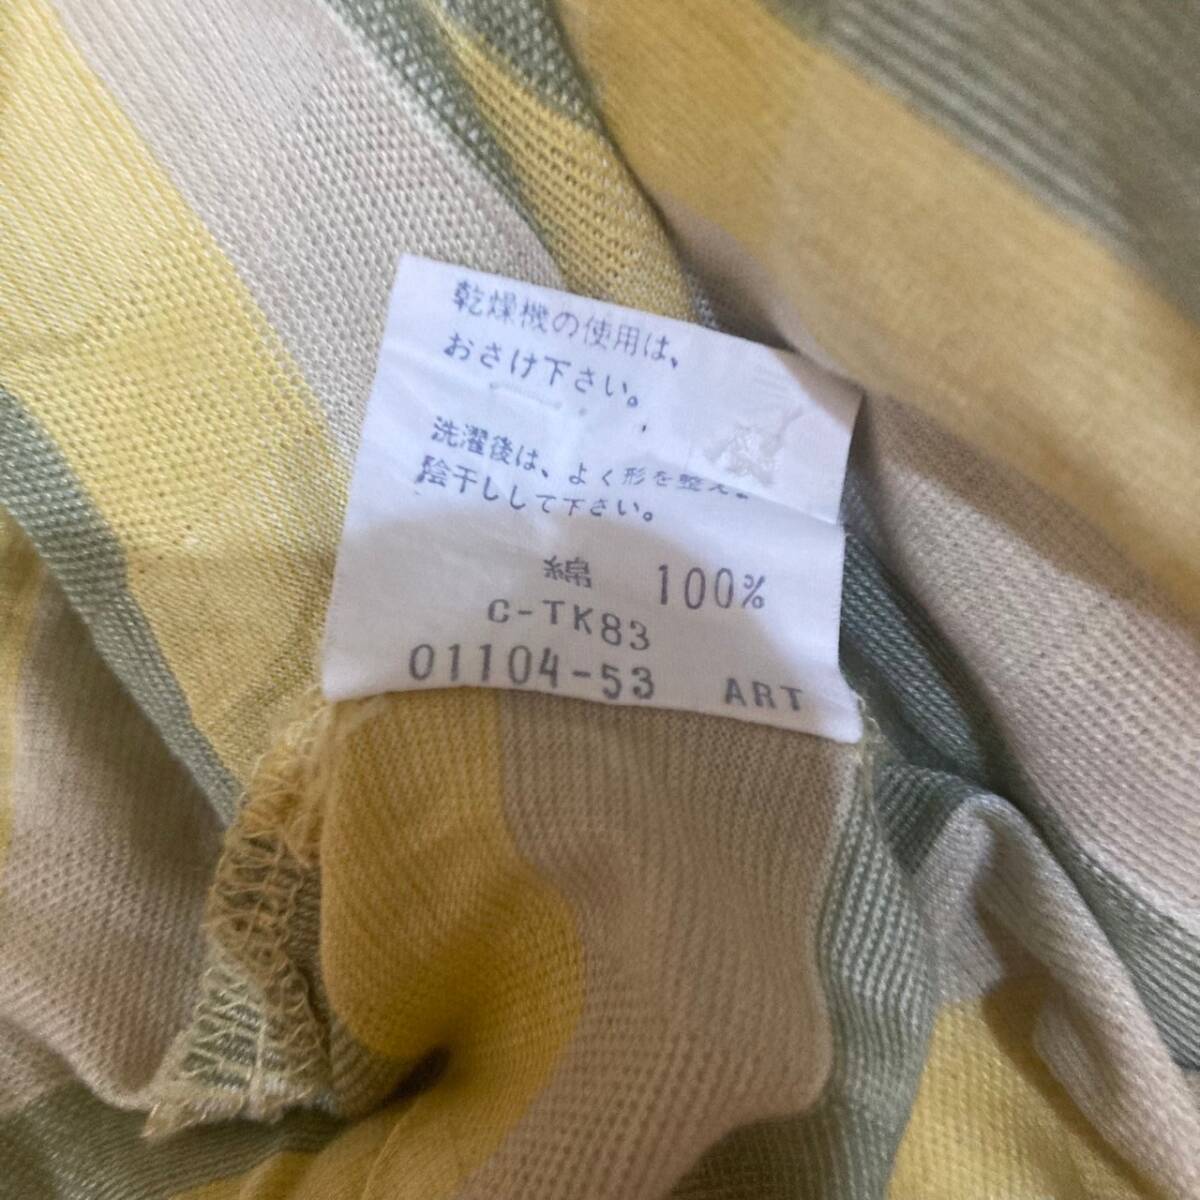 乾燥機の使用は、
おさけ下さい。
洗濯後は、よく形を整え、
陰干しして下さい。
綿 100%
C-TK83
01104-53 ART